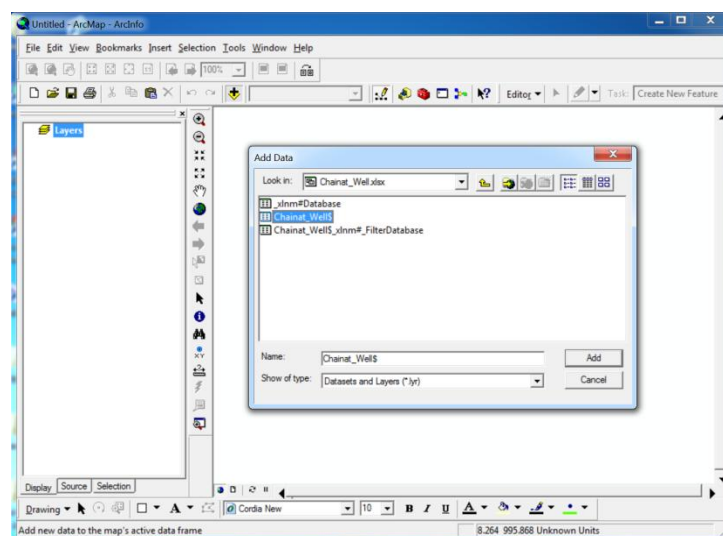 Untitled - ArcMap - ArcInfo
File Edit View Bookmarks Insert Selection Tools Window Help
100%
Editor Task: Create New Feature
Layers
Add Data
Look in: Chainat_Well.xlsx
_xlnm#Database
Chainat_Well$
Chainat_Well$_xlnm#_FilterDatabase
Name: Chainat_Well$ Add
Show of type: Datasets and Layers (*.lyr) Cancel
XY
Display Source Selection
Drawing A Cordia New 10 B I U A
Add new data to the map's active data frame 8.264 995.868 Unknown Units